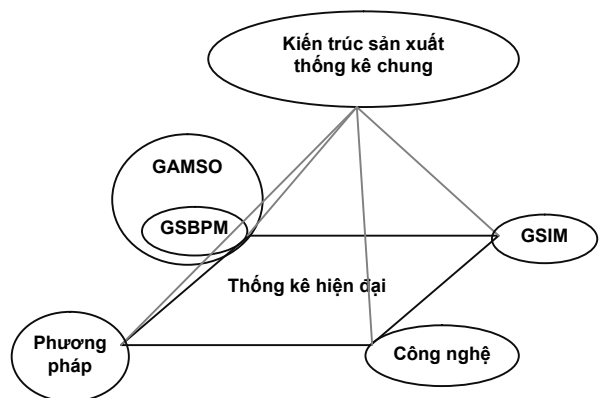 Kiến trúc sản xuất
thống kê chung
GAMSO
GSBPM
GSIM
Thống kê hiện đại
Phương
pháp
Công nghệ